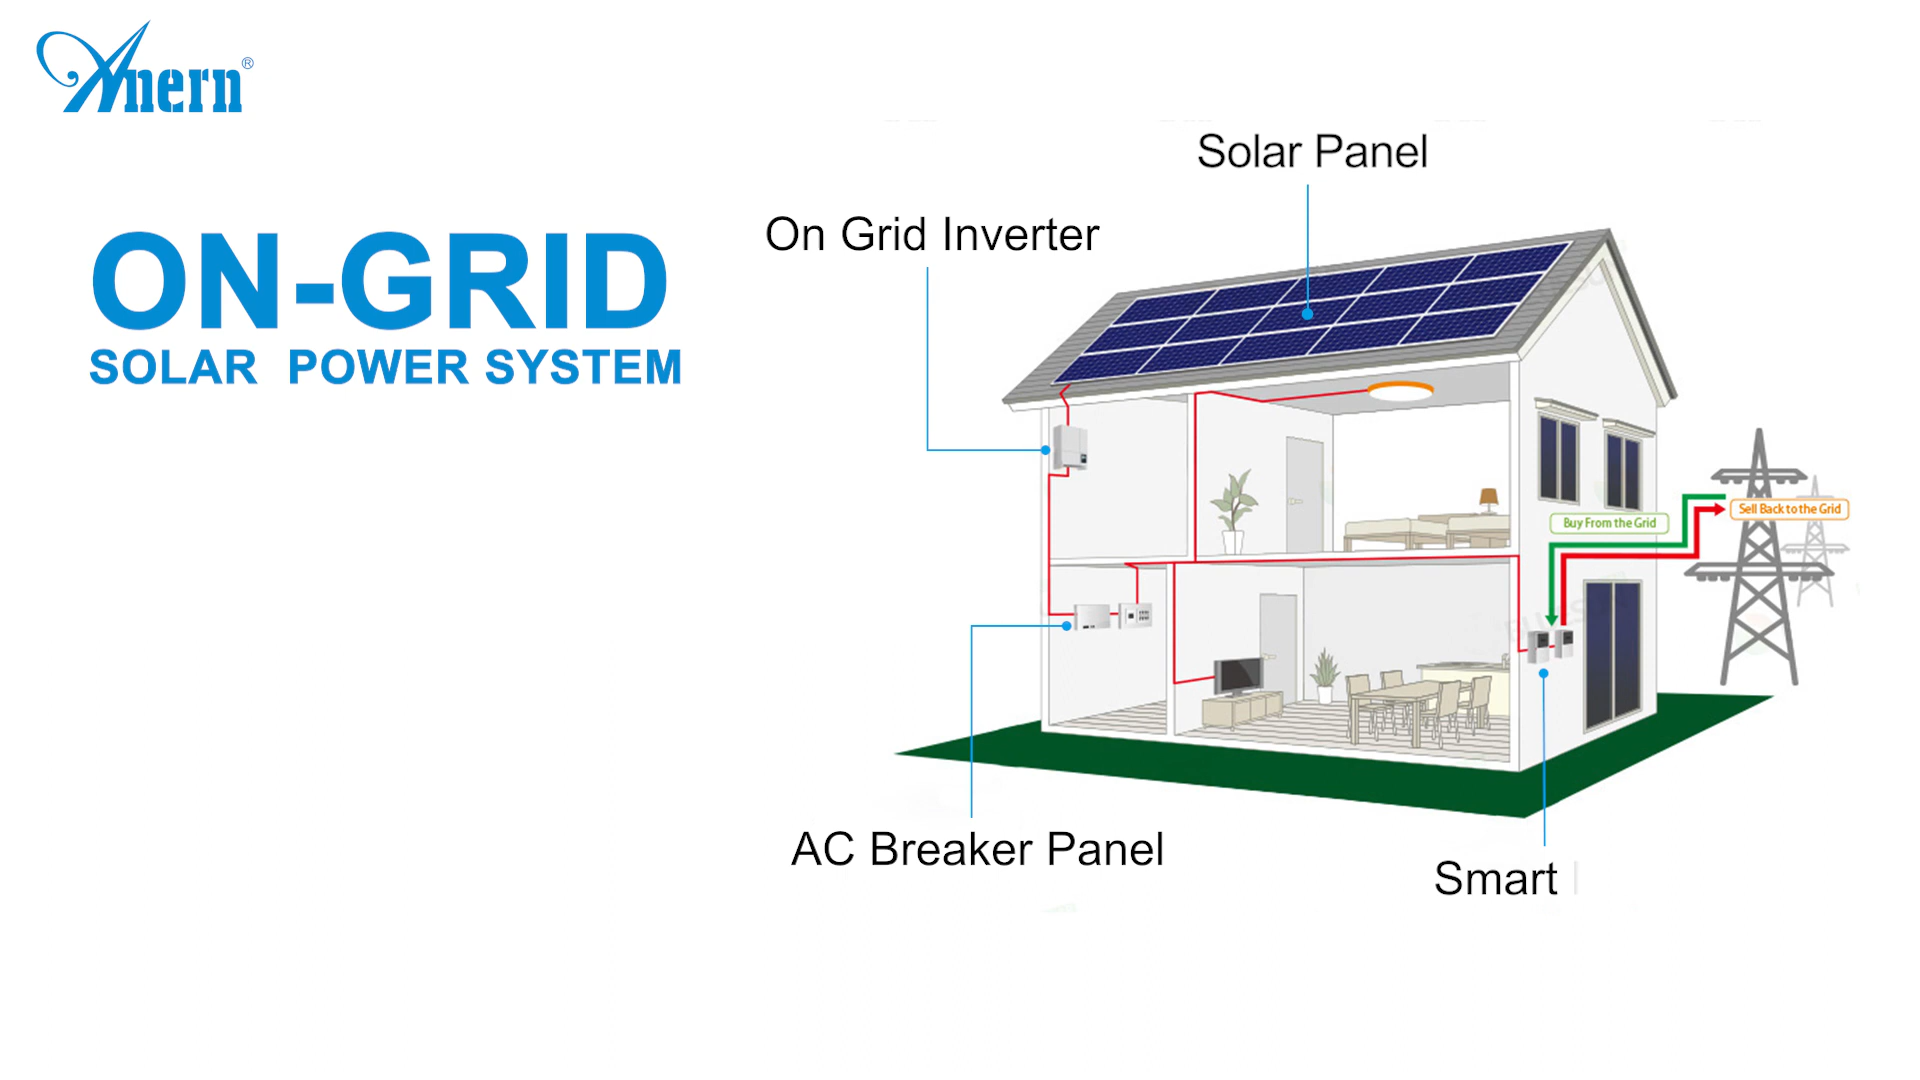 Anern®
ON-GRID
SOLAR POWER SYSTEM
Solar Panel
On Grid Inverter
Buy From the Grid
Sell Back to the Grid
AC Breaker Panel
Smart